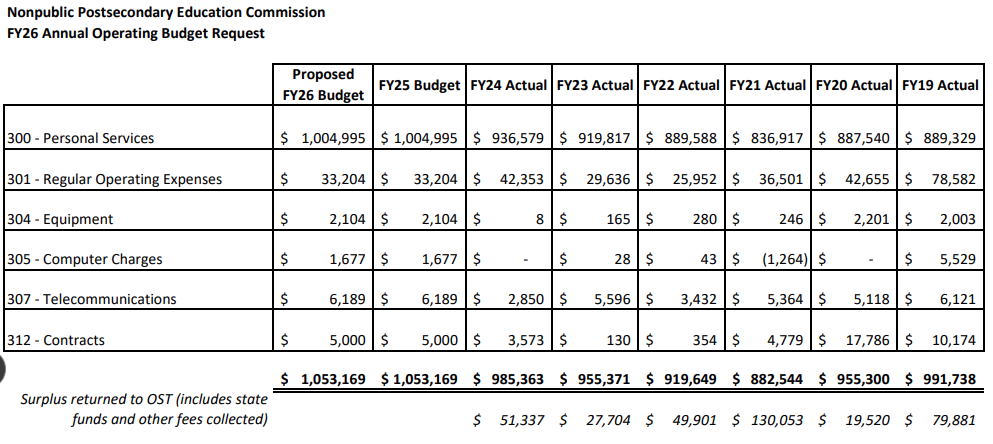 Nonpublic Postsecondary Education Commission
FY26 Annual Operating Budget Request
Proposed
FY26 Budget FY25 Budget FY24 Actual FY23 Actual FY22 Actual FY21 Actual FY20 Actual FY19 Actual
300 - Personal Services $ 1,004,995 $ 1,004,995 $ 936,579 $ 919,817 $ 889,588 $ 836,917 $ 887,540 $ 889,329
301 - Regular Operating Expenses $ 33,204 $ 33,204 $ 42,353 $ 29,636 $ 25,952 $ 36,501 $ 42,655 $ 78,582
304 - Equipment $ 2,104 $ 2,104 $ 8 $ 165 $ 280 $ 246 $ 2,201 $ 2,003
305 - Computer Charges $ 1,677 $ 1,677 $ - $ 28 $ 43 $ (1,264) $ - $ 5,529
307 - Telecommunications $ 6,189 $ 6,189 $ 2,850 $ 5,596 $ 3,432 $ 5,364 $ 5,118 $ 6,121
312 - Contracts $ 5,000 $ 5,000 $ 3,573 $ 130 $ 354 $ 4,779 $ 17,786 $ 10,174
$ 1,053,169 $ 1,053,169 $ 985,363 $ 955,371 $ 919,649 $ 882,544 $ 955,300 $ 991,738
Surplus returned to OST (includes state
funds and other fees collected) $ 51,337 $ 27,704 $ 49,901 $ 130,053 $ 19,520 $ 79,881